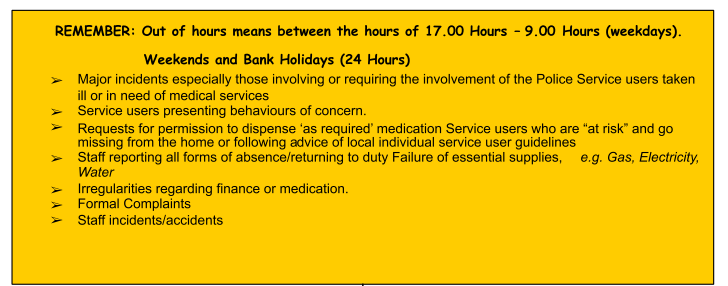 REMEMBER: Out of hours means between the hours of 17.00 Hours – 9.00 Hours (weekdays).
Weekends and Bank Holidays (24 Hours)
➢ Major incidents especially those involving or requiring the involvement of the Police Service users taken
ill or in need of medical services
➢ Service users presenting behaviours of concern.
➢ Requests for permission to dispense 'as required' medication Service users who are "at risk" and go
missing from the home or following advice of local individual service user guidelines
➢ Staff reporting all forms of absence/returning to duty Failure of essential supplies, e.g. Gas, Electricity,
Water
➢ Irregularities regarding finance or medication.
➢ Formal Complaints
➢ Staff incidents/accidents